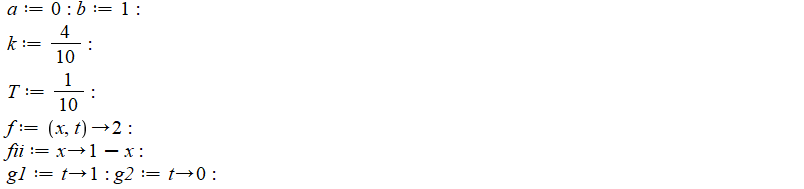 a := 0 : b := 1 :
k := 4/10 :
T := 1/10 :
f := (x, t) → 2 :
fii := x → 1 − x :
g1 := t → 1 : g2 := t → 0 :